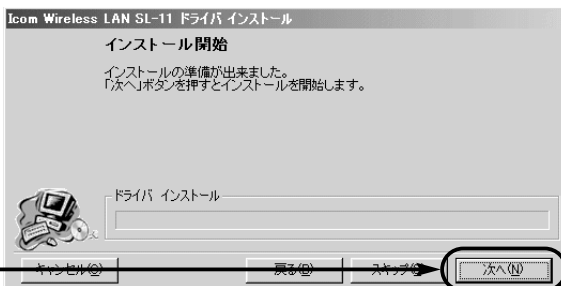 Icom Wireless LAN SL-11 ドライバ インストール
インストール開始
インストールの準備が出来ました。
「次へ」ボタンを押すとインストールを開始します。
ドライバ インストール
キャンセル(C)
戻る(B)
スキップ(S)
次へ(N)